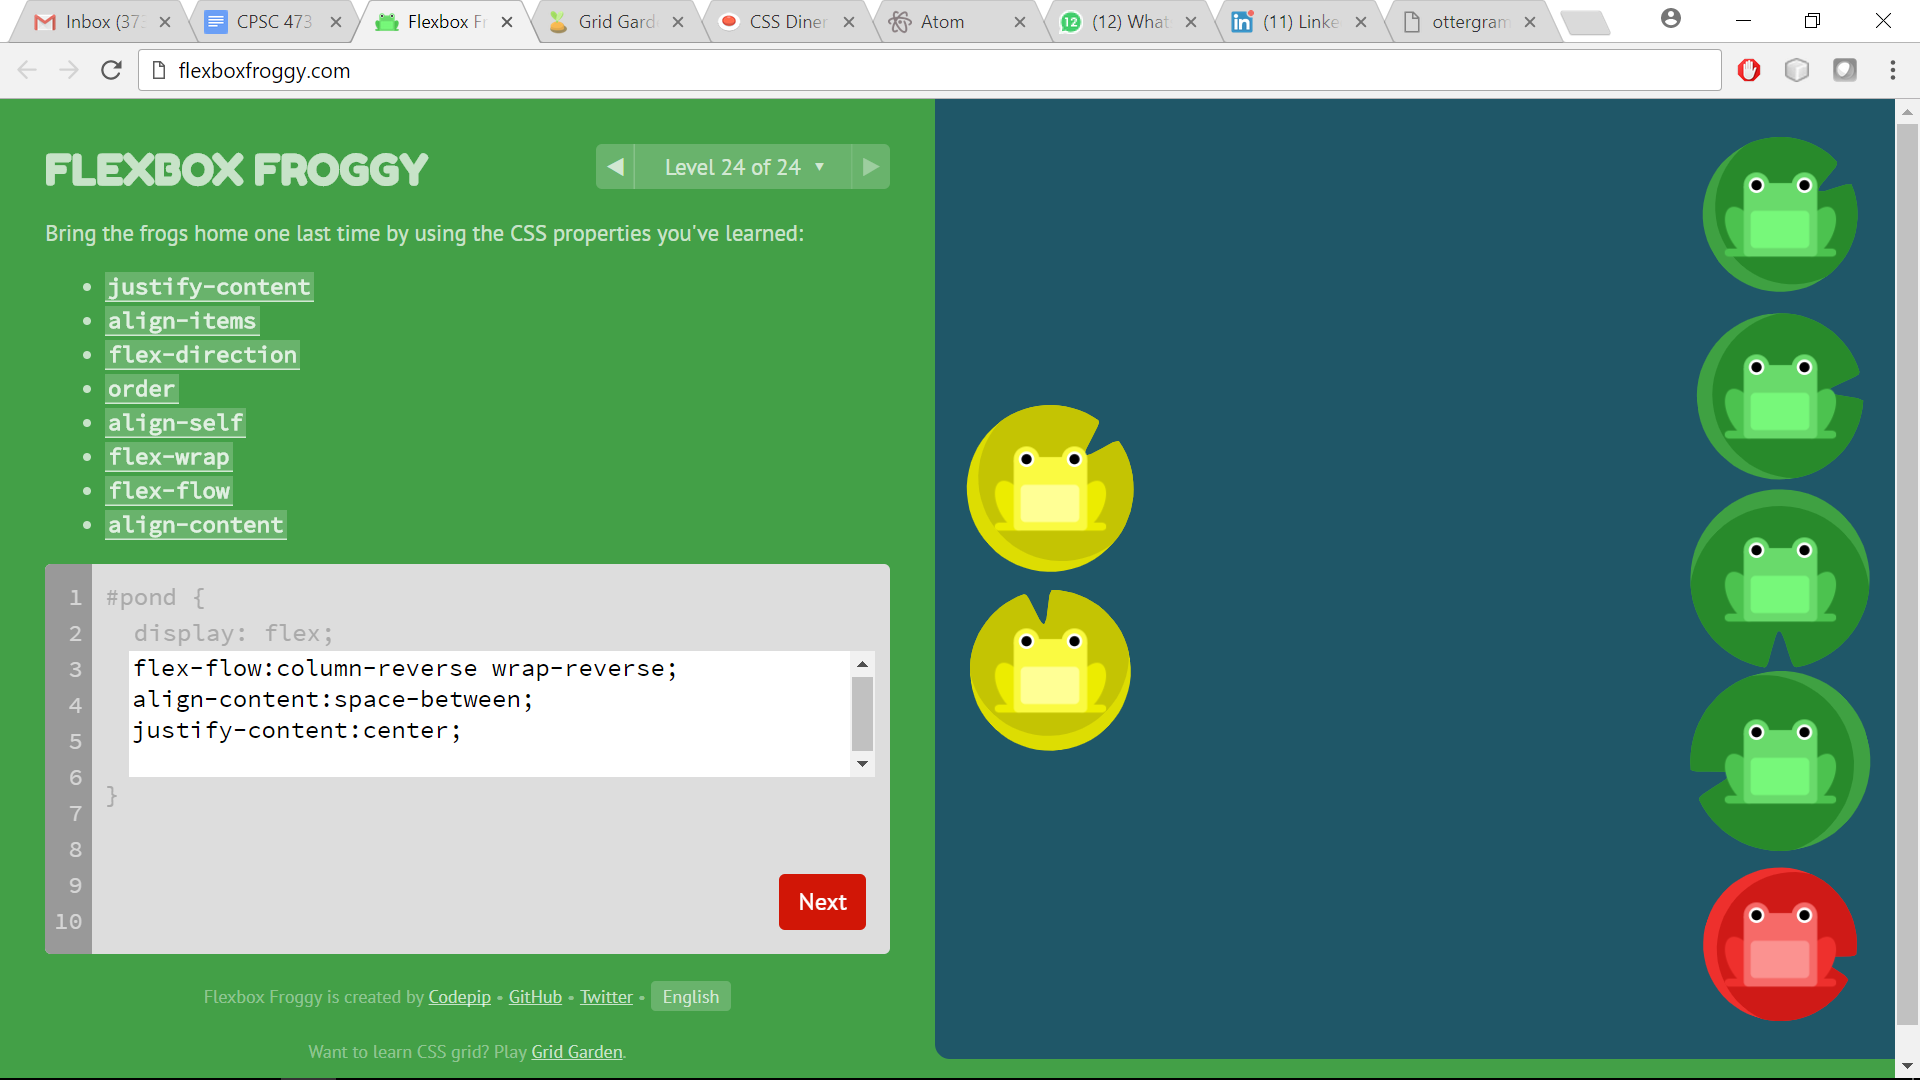 Inbox (37
CPSC 473
Flexbox Fr
Grid Gard
CSS Diner
Atom
(12) What
(11) Linke
ottergram
flexboxfroggy.com
FLEXBOX FROGGY
Level 24 of 24
Bring the frogs home one last time by using the CSS properties you've learned:
justify-content
align-items
flex-direction
order
align-self
flex-wrap
flex-flow
align-content
1 #pond {
2 display: flex;
3 flex-flow:column-reverse wrap-reverse;
4 align-content:space-between;
5 justify-content:center;
6
}
7
8
9
10
Next
Flexbox Froggy is created by Codepip • GitHub • Twitter • English
Want to learn CSS grid? Play Grid Garden.